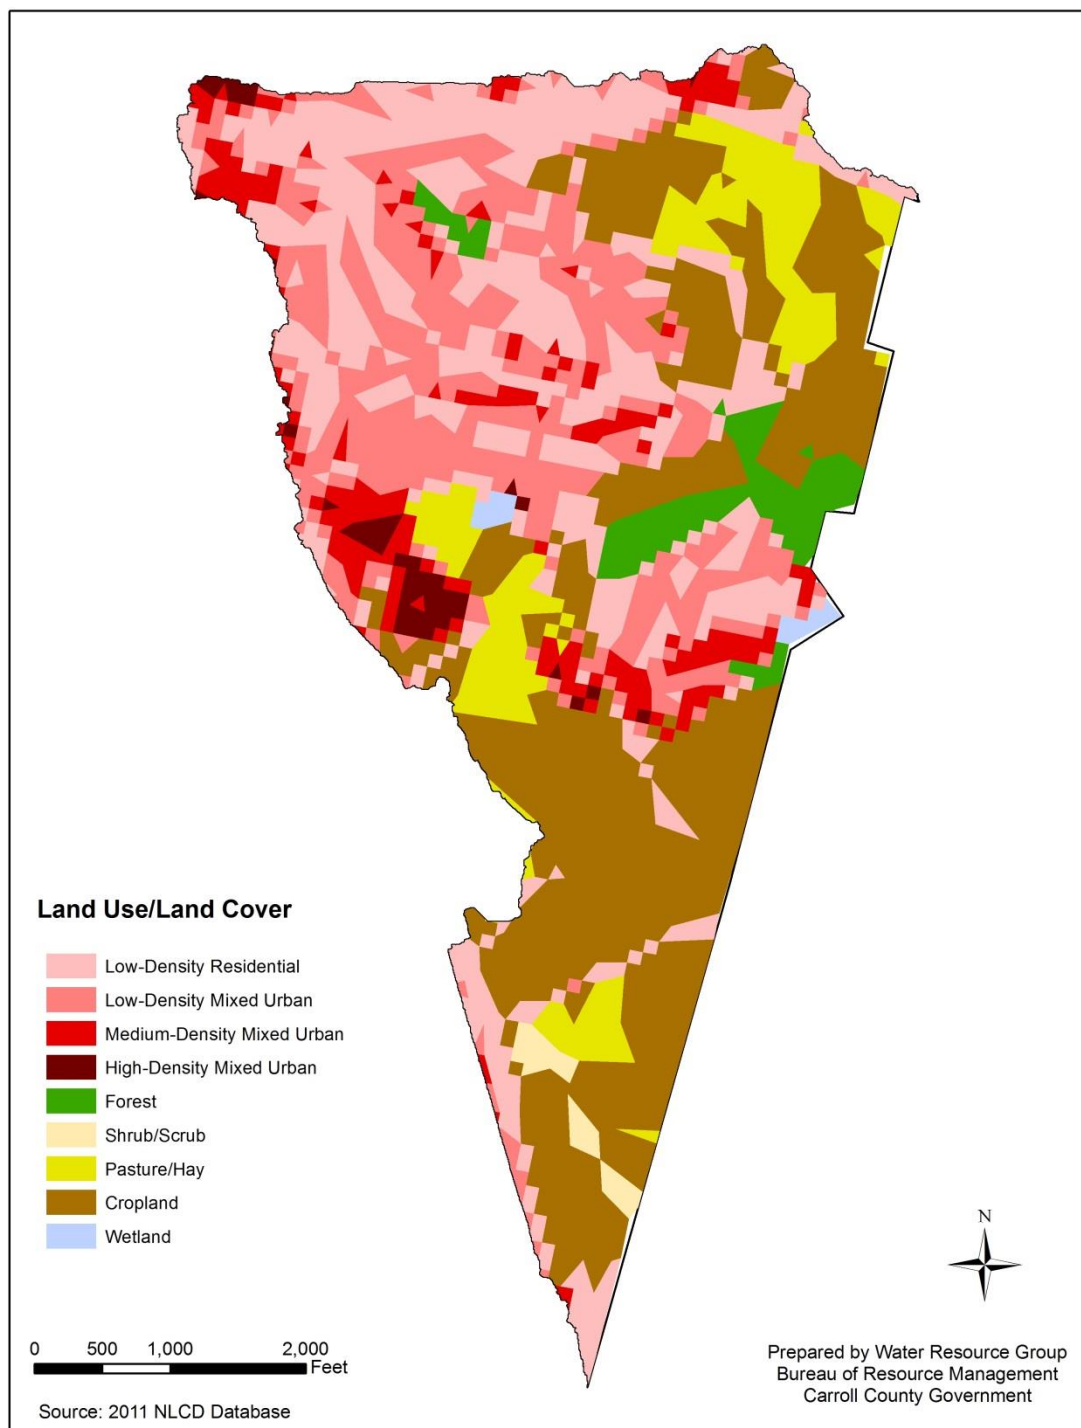 Land Use/Land Cover
Low-Density Residential
Low-Density Mixed Urban
Medium-Density Mixed Urban
High-Density Mixed Urban
Forest
Shrub/Scrub
Pasture/Hay
Cropland
Wetland
N
0 500 1,000 2,000
Feet
Source: 2011 NLCD Database
Prepared by Water Resource Group
Bureau of Resource Management
Carroll County Government